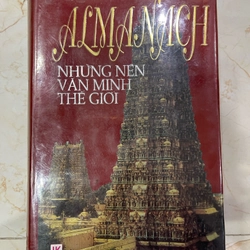 ALMANACH
NHỮNG NỀN
VĂN MINH
THẾ GIỚI